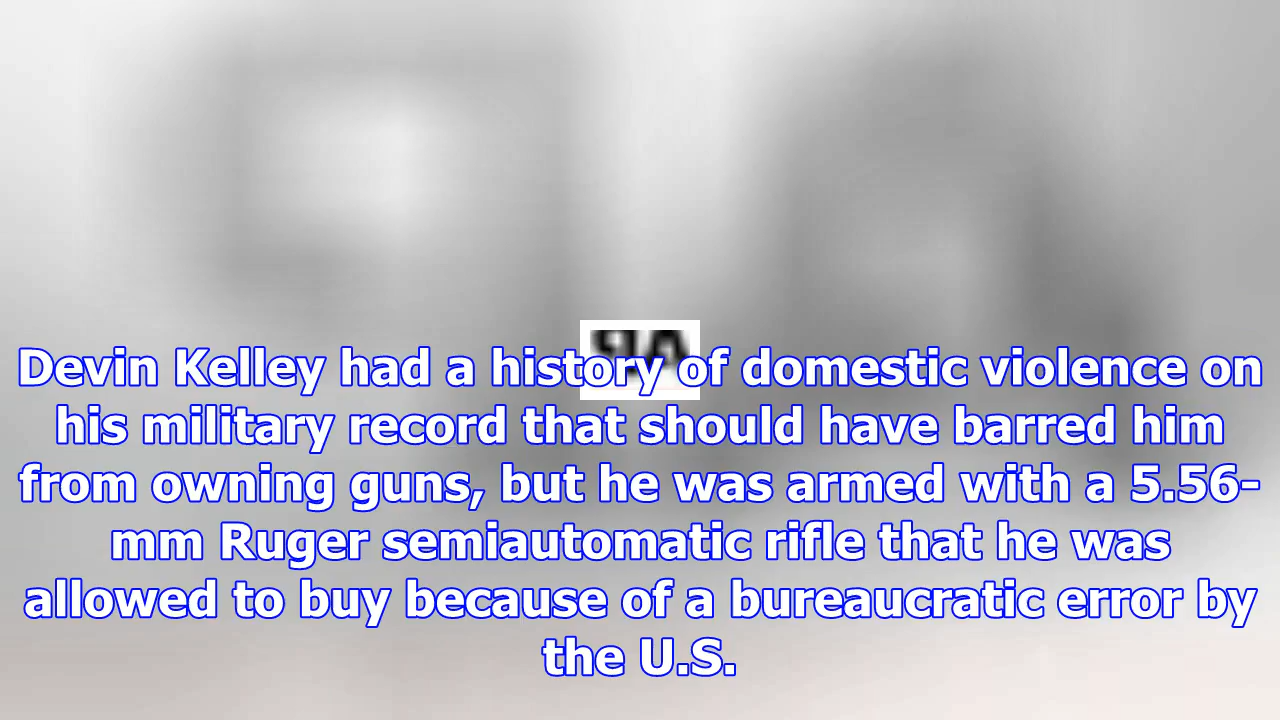 Devin Kelley had a history of domestic violence on
his military record that should have barred him
from owning guns, but he was armed with a 5.56-
mm Ruger semiautomatic rifle that he was
allowed to buy because of a bureaucratic error by
the U.S.